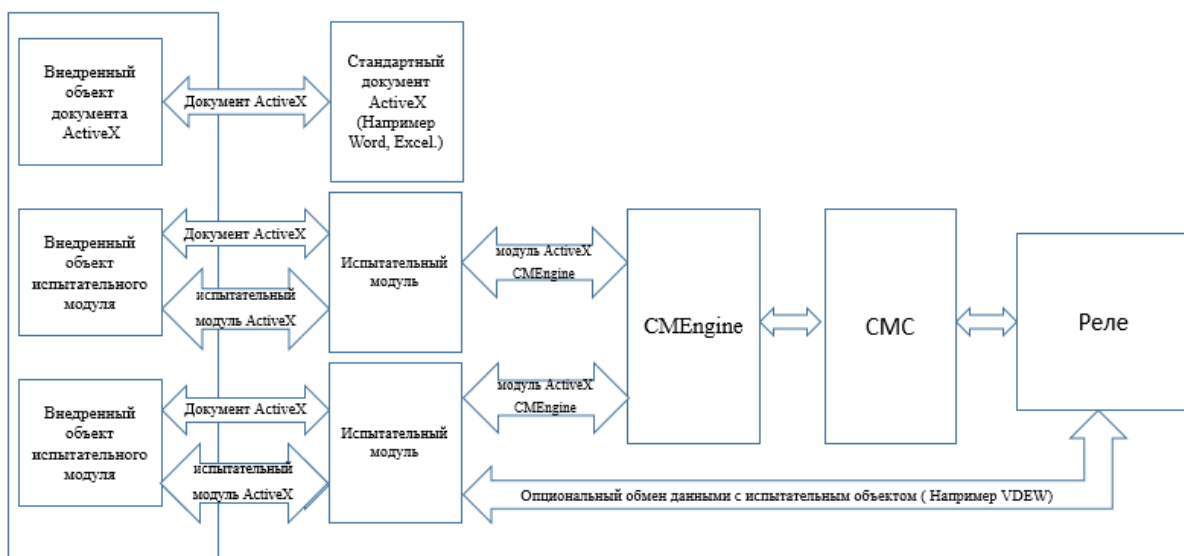 Внедренный
объект
документа
ActiveX
Документ ActiveX
Стандартный
документ
ActiveX
(Например
Word, Excel.)
Внедренный
объект
испытательного
модуля
Документ ActiveX
испытательный
модуль ActiveX
Испытательный
модуль
модуль ActiveX
CMEngine
CMEngine
СМС
Реле
Внедренный
объект
испытательного
модуля
Документ ActiveX
испытательный
модуль ActiveX
Испытательный
модуль
модуль ActiveX
CMEngine
Опциональный обмен данными с испытательным объектом ( Например VDEW)